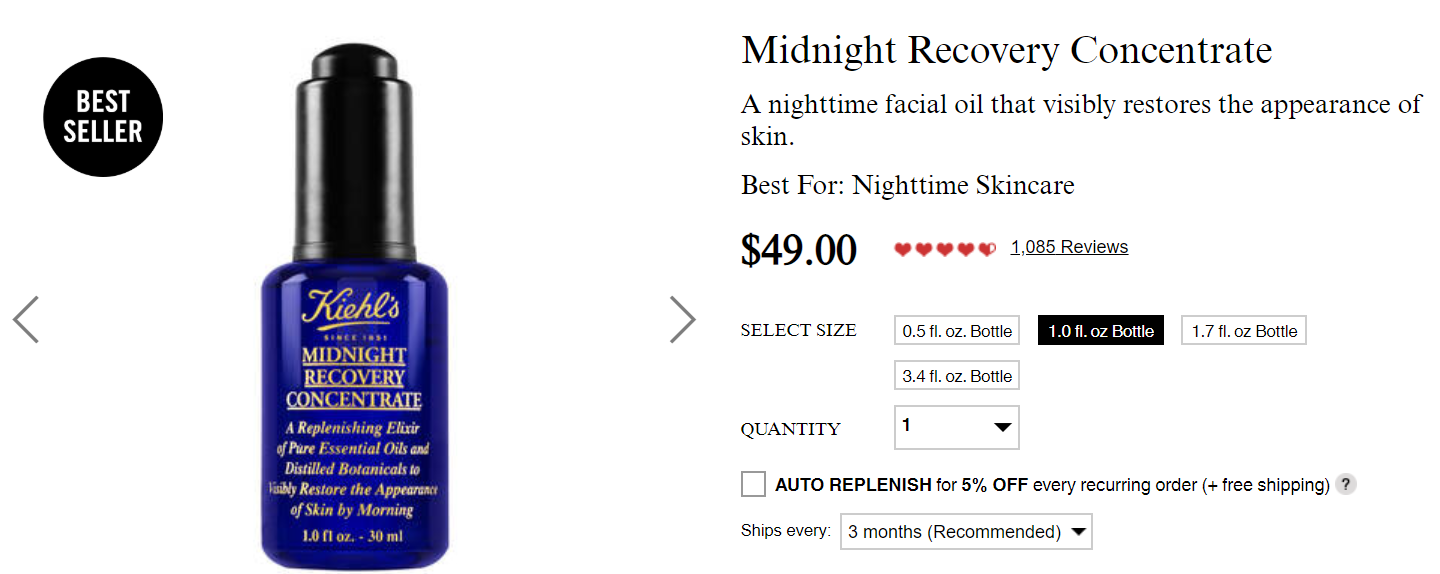 BEST
SELLER
Kiehl's
SINCE 1851
MIDNIGHT
RECOVERY
CONCENTRATE
A Replenishing Elixir
of Pure Essential Oils and
Distilled Botanicals to
Visibly Restore the Appearance
of Skin by Morning
1.0 fl oz. - 30 ml
Midnight Recovery Concentrate
A nighttime facial oil that visibly restores the appearance of
skin.
Best For: Nighttime Skincare
$49.00 1,085 Reviews
SELECT SIZE 0.5 fl. oz. Bottle 1.0 fl. oz Bottle 1.7 fl. oz Bottle
3.4 fl. oz. Bottle
QUANTITY 1
AUTO REPLENISH for 5% OFF every recurring order (+ free shipping) ?
Ships every: 3 months (Recommended)